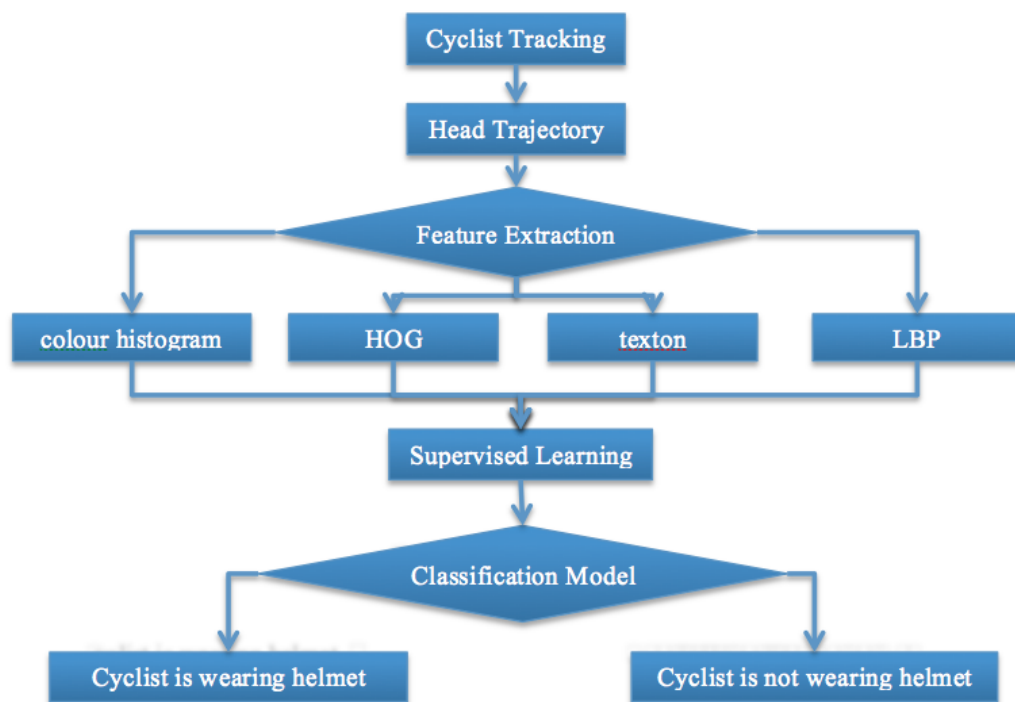 Cyclist Tracking
Head Trajectory
Feature Extraction
colour histogram
HOG
texton
LBP
Supervised Learning
Classification Model
Cyclist is wearing helmet
Cyclist is not wearing helmet